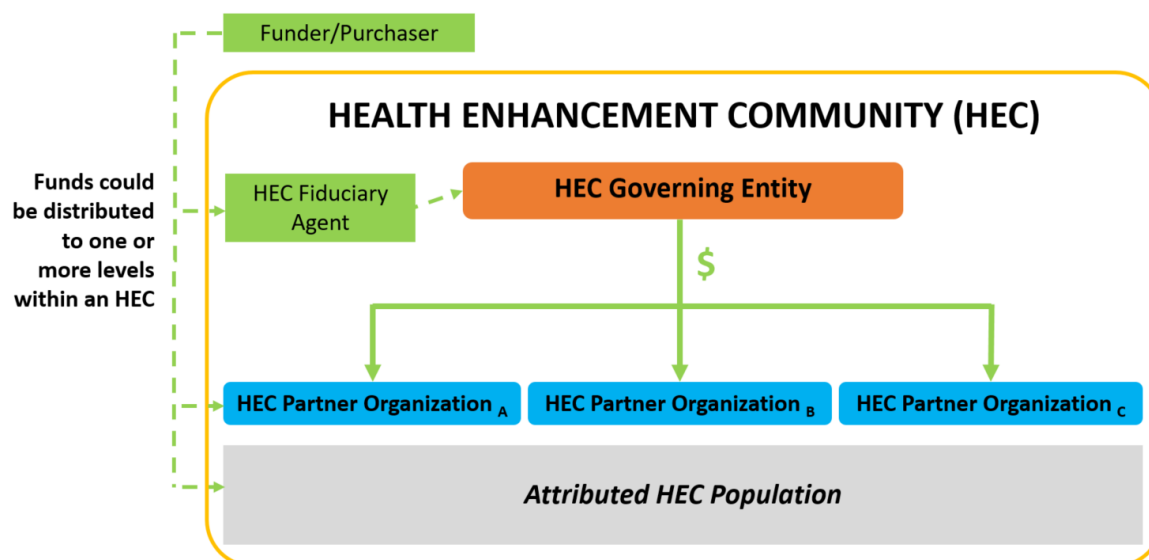 Funder/Purchaser
HEALTH ENHANCEMENT COMMUNITY (HEC)
Funds could
be distributed
to one or
more levels
within an HEC
HEC Fiduciary
Agent
HEC Governing Entity
$
HEC Partner Organization A
HEC Partner Organization B
HEC Partner Organization C
Attributed HEC Population